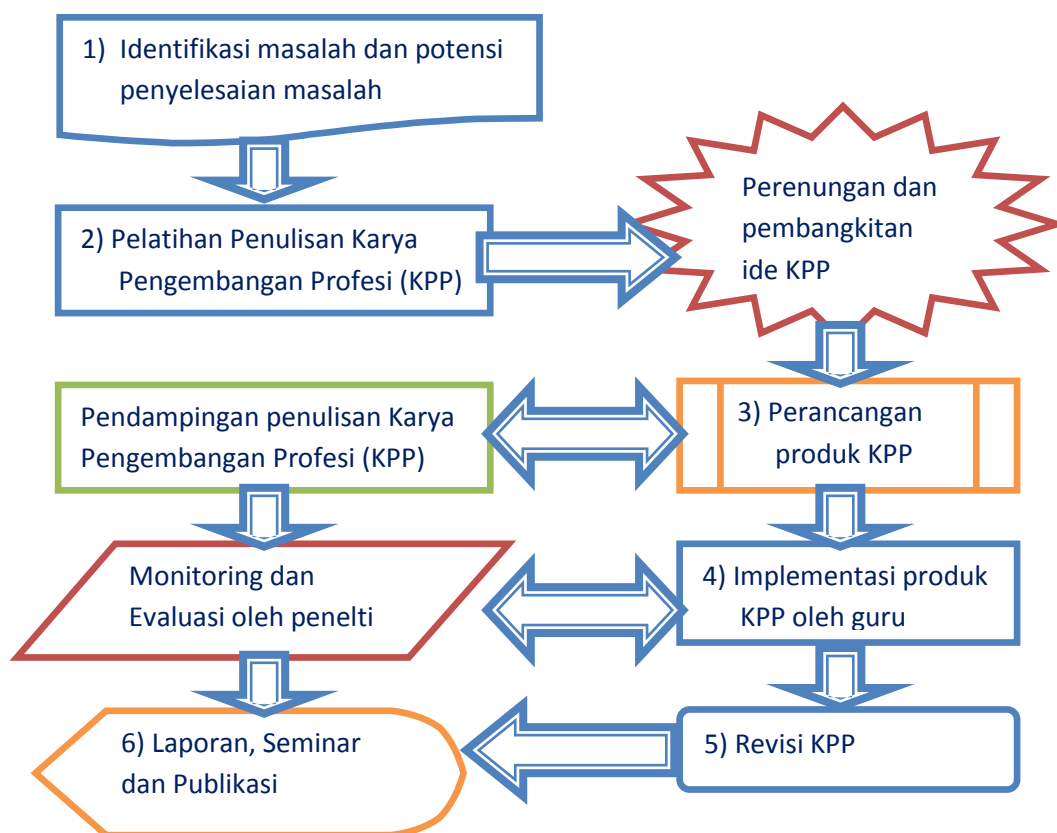 1) Identifikasi masalah dan potensi
penyelesaian masalah
2) Pelatihan Penulisan Karya
Pengembangan Profesi (KPP)
Perenungan dan
pembangkitan
ide KPP
Pendampingan penulisan Karya
Pengembangan Profesi (KPP)
3) Perancangan
produk KPP
Monitoring dan
Evaluasi oleh penelti
4) Implementasi produk
KPP oleh guru
6) Laporan, Seminar
dan Publikasi
5) Revisi KPP